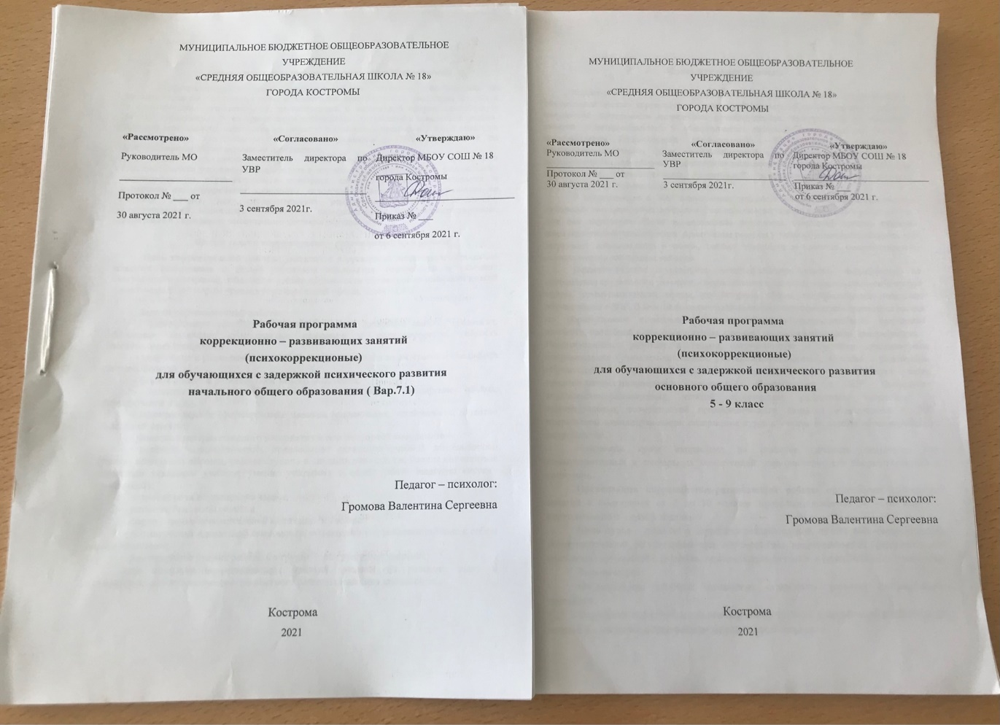 МУНИЦИПАЛЬНОЕ БЮДЖЕТНОЕ ОБЩЕОБРАЗОВАТЕЛЬНОЕ
УЧРЕЖДЕНИЕ
«СРЕДНЯЯ ОБЩЕОБРАЗОВАТЕЛЬНАЯ ШКОЛА № 18»
ГОРОДА КОСТРОМЫ
«Рассмотрено» «Согласовано» «Утверждаю»
Руководитель МО Заместитель директора по Директор МБОУ СОШ № 18
УВР
города Костромы
Протокол № ___ от
3 сентября 2021г.
30 августа 2021 г. Приказ № ___
от 6 сентября 2021 г.
Рабочая программа
коррекционно – развивающих занятий
(психокоррекционые)
для обучающихся с задержкой психического развития
начального общего образования ( Вар.7.1)
Педагог – психолог:
Громова Валентина Сергеевна
Кострома
2021
МУНИЦИПАЛЬНОЕ БЮДЖЕТНОЕ ОБЩЕОБРАЗОВАТЕЛЬНОЕ
УЧРЕЖДЕНИЕ
«СРЕДНЯЯ ОБЩЕОБРАЗОВАТЕЛЬНАЯ ШКОЛА № 18»
ГОРОДА КОСТРОМЫ
«Рассмотрено» «Согласовано» «Утверждаю»
Руководитель МО Заместитель директора по Директор МБОУ СОШ № 18
УВР города Костромы
Протокол № ___ от
30 августа 2021 г. 3 сентября 2021г. Приказ № ___
от 6 сентября 2021 г.
Рабочая программа
коррекционно – развивающих занятий
(психокоррекционые)
для обучающихся с задержкой психического развития
основного общего образования
5 - 9 класс
Педагог – психолог:
Громова Валентина Сергеевна
Кострома
2021